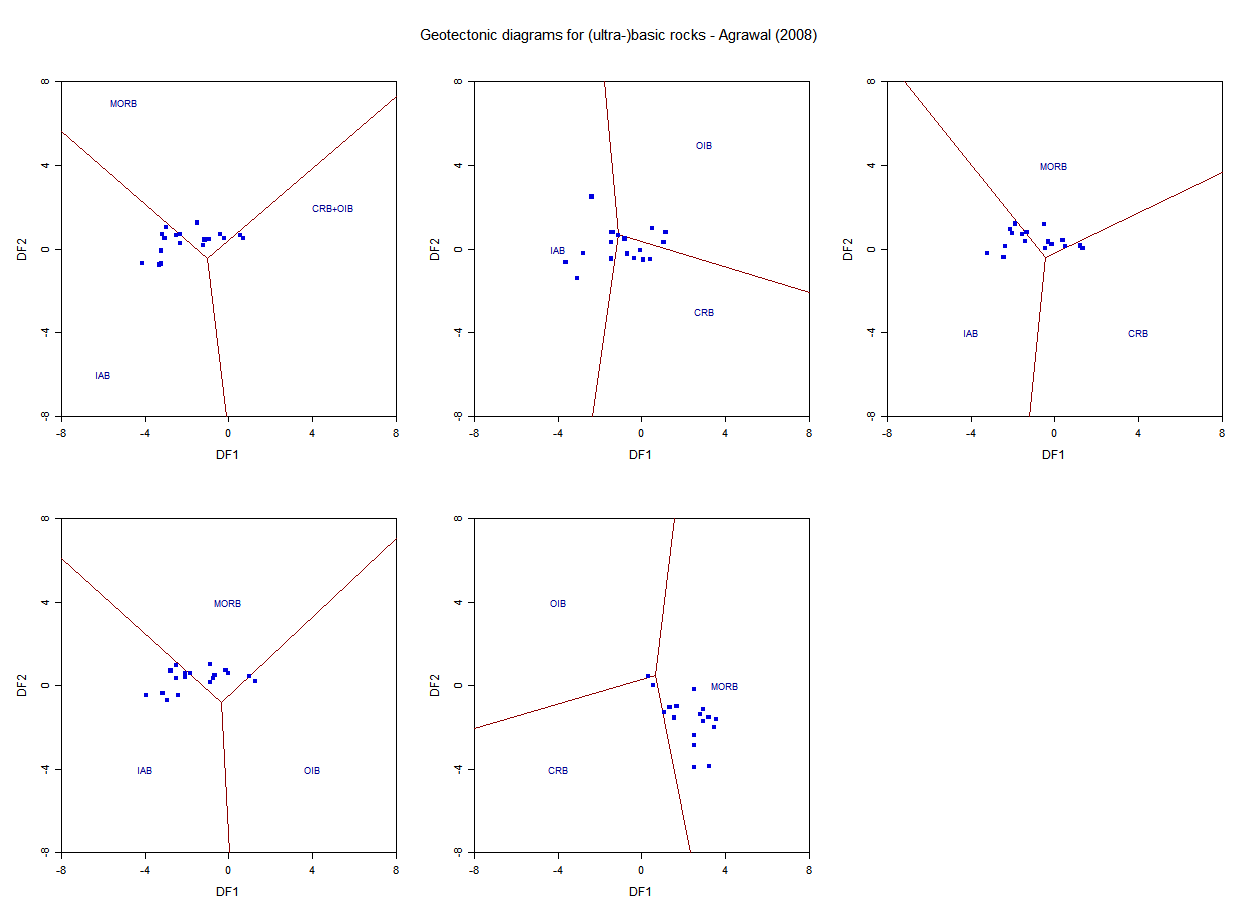 Geotectonic diagrams for (ultra-)basic rocks - Agrawal (2008)
8
4
0
-4
-8
DF2
MORB
CRB+OIB
IAB
-8 -4 0 4 8
DF1
8
4
0
-4
-8
DF2
OIB
IAB
CRB
-8 -4 0 4 8
DF1
8
4
0
-4
-8
DF2
MORB
IAB
CRB
-8 -4 0 4 8
DF1
8
4
0
-4
-8
DF2
MORB
IAB
OIB
-8 -4 0 4 8
DF1
8
4
0
-4
-8
DF2
OIB
MORB
CRB
-8 -4 0 4 8
DF1